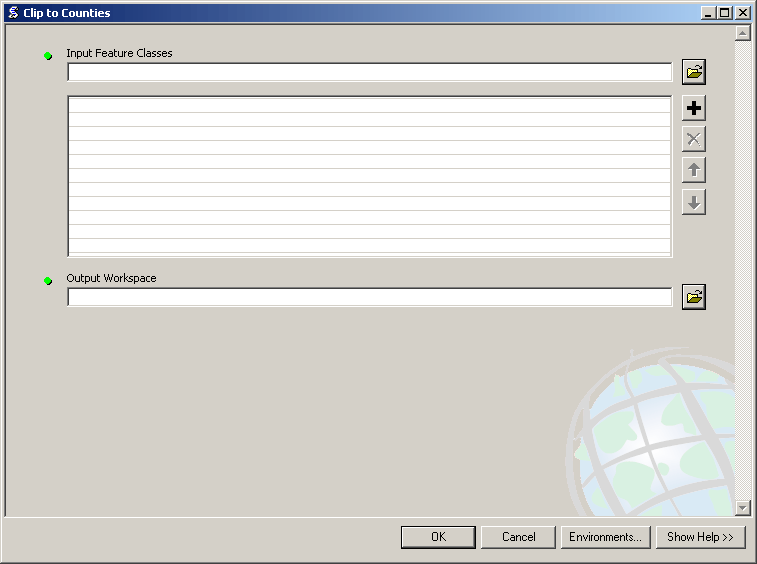 Clip to Counties
Input Feature Classes
Output Workspace
OK
Cancel
Environments...
Show Help >>